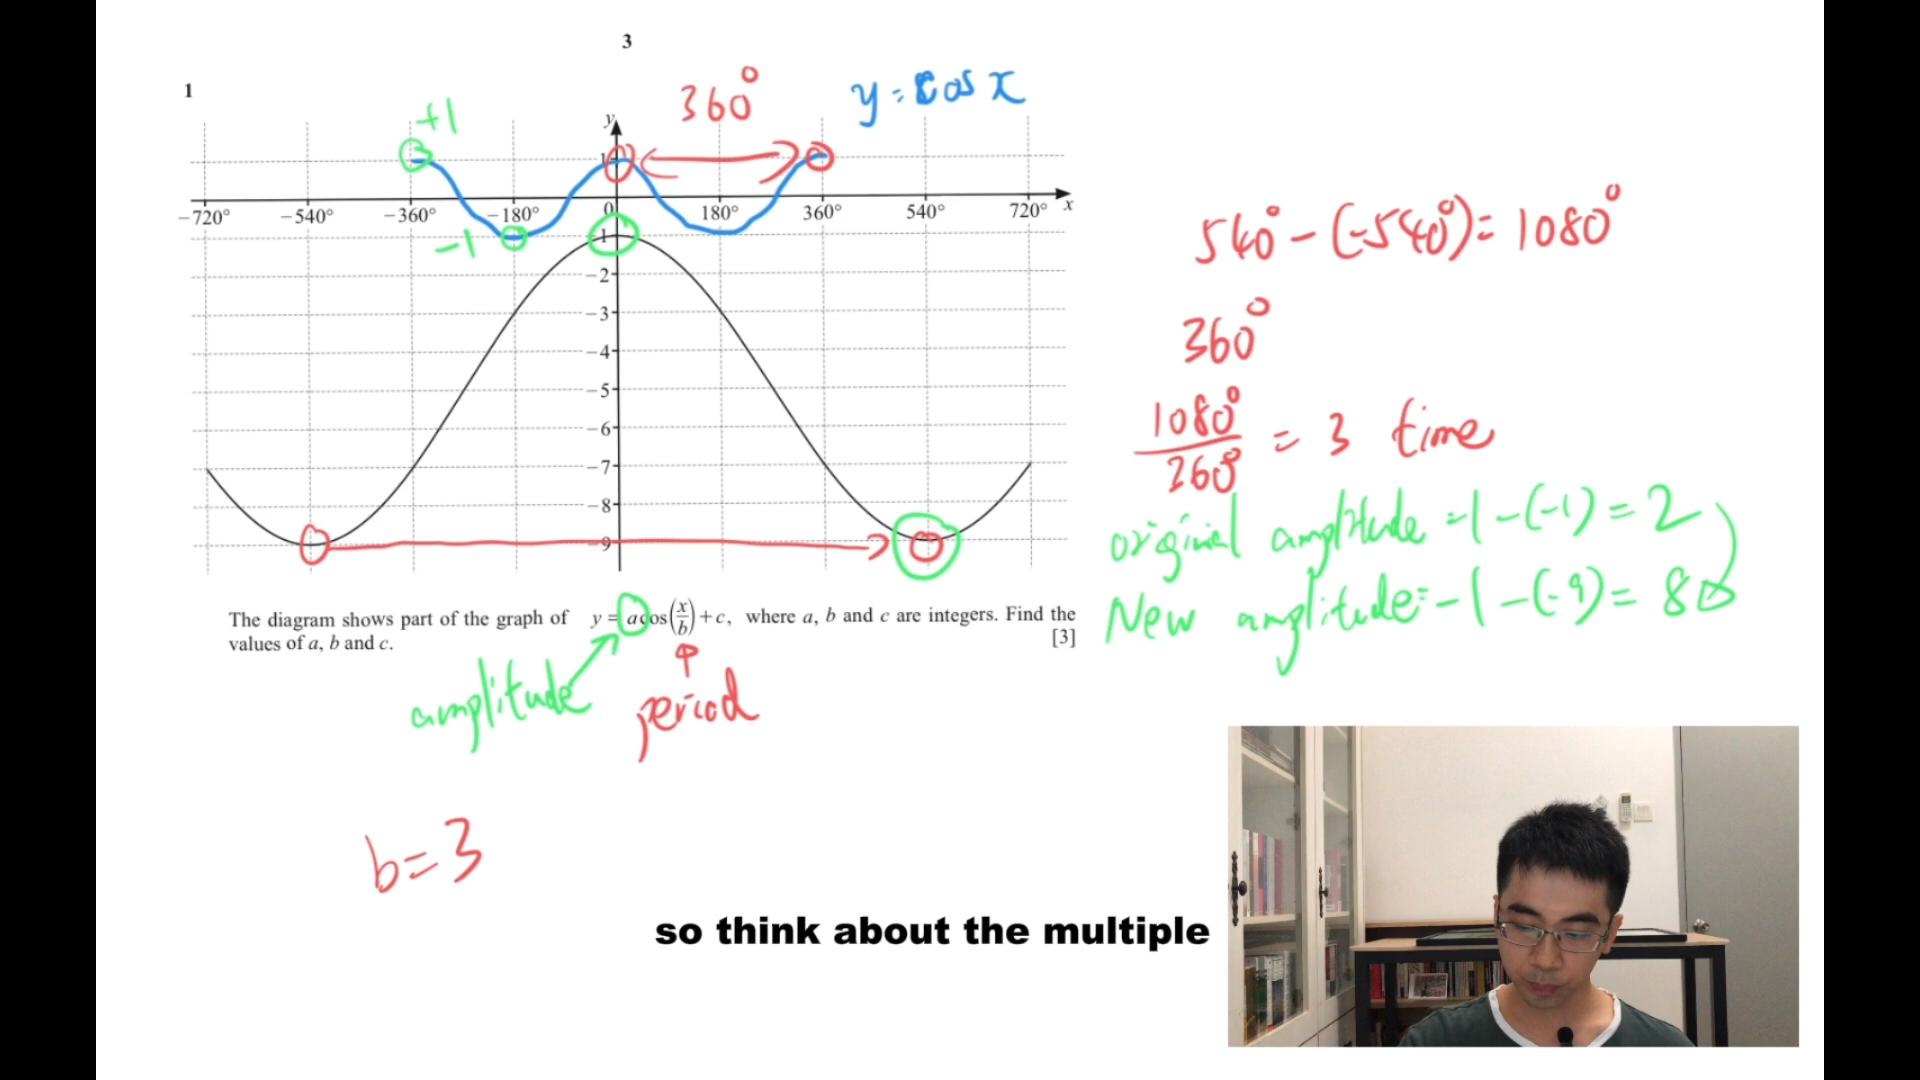 3
1
+1
360°
y = cos x
y
1
−720° −540° −360° −180° 0 180° 360° 540° 720° x
−1
−1
−2
−3
−4
−5
−6
−7
−8
−9
The diagram shows part of the graph of y = a cos(x/b) + c, where a, b and c are integers. Find the
values of a, b and c. [3]
amplitude
period
b = 3
540° − (−540°) = 1080°
360°
1080°/360° = 3 time
original amplitude = 1 − (−1) = 2
New amplitude = −1 − (−9) = 8
so think about the multiple